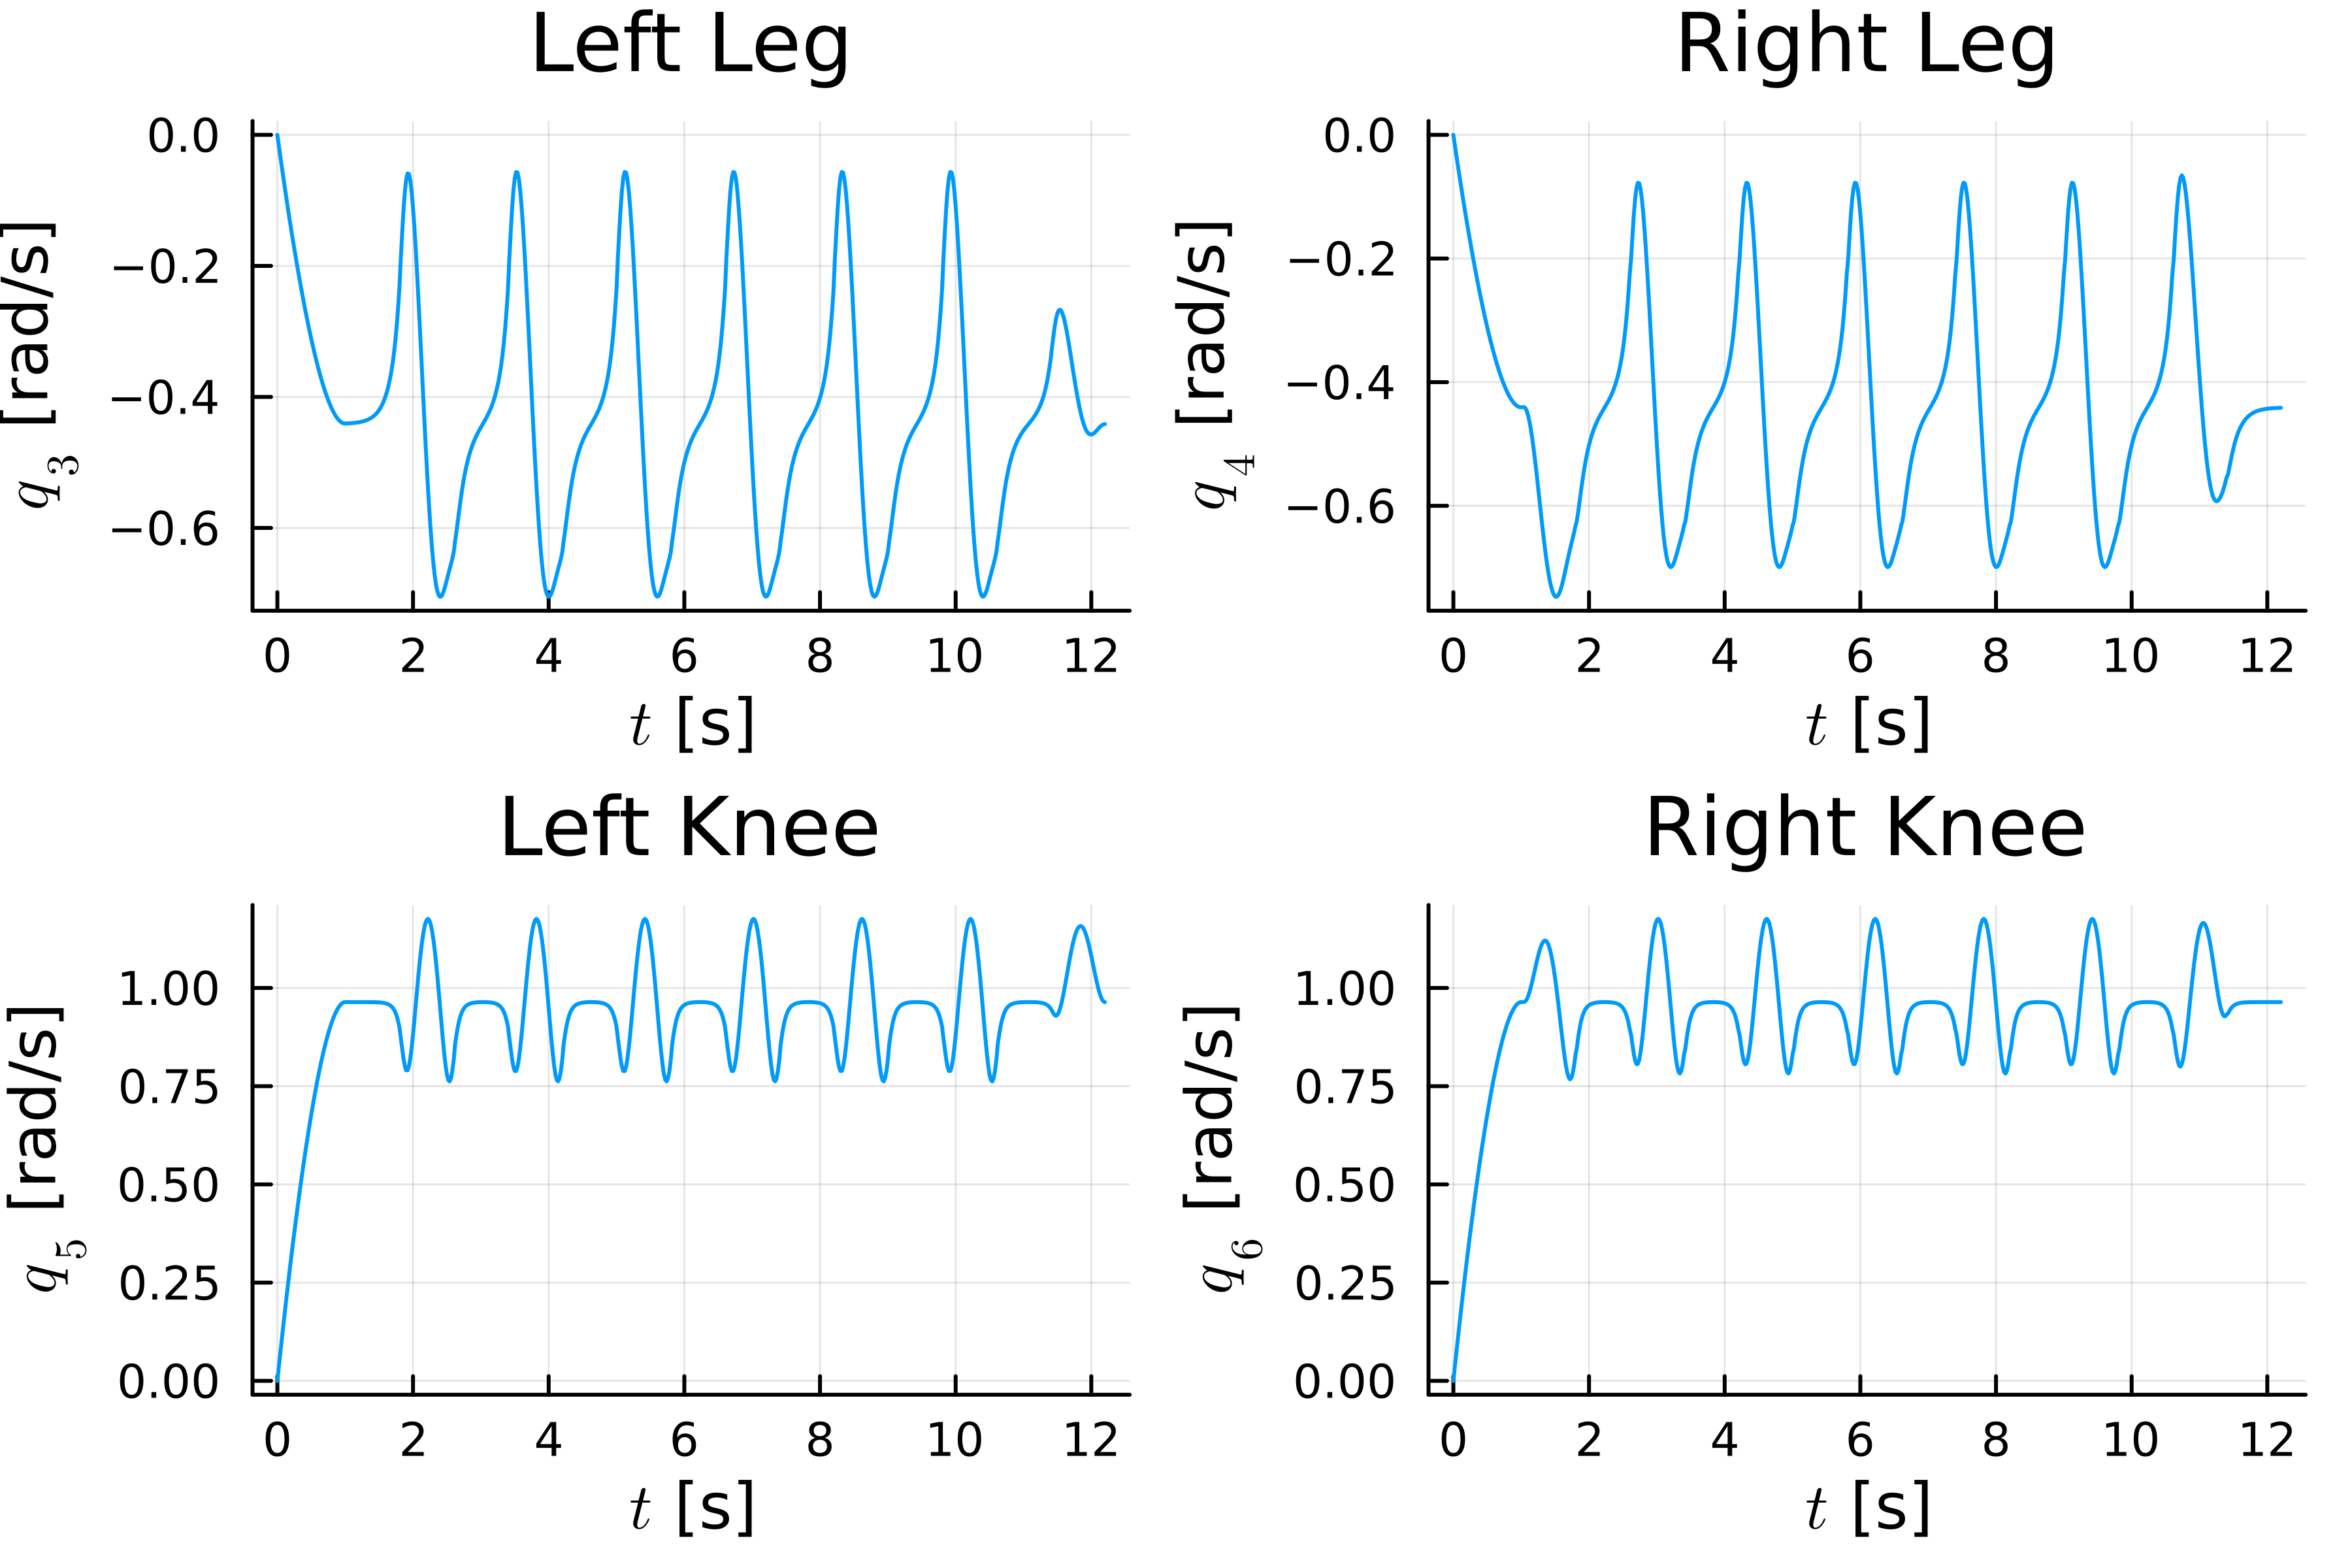 Left Leg
0.0
−0.2
−0.4
−0.6
q₃ [rad/s]
0 2 4 6 8 10 12
t [s]
Right Leg
0.0
−0.2
−0.4
−0.6
q₄ [rad/s]
0 2 4 6 8 10 12
t [s]
Left Knee
1.00
0.75
0.50
0.25
0.00
q₅ [rad/s]
0 2 4 6 8 10 12
t [s]
Right Knee
1.00
0.75
0.50
0.25
0.00
q₆ [rad/s]
0 2 4 6 8 10 12
t [s]